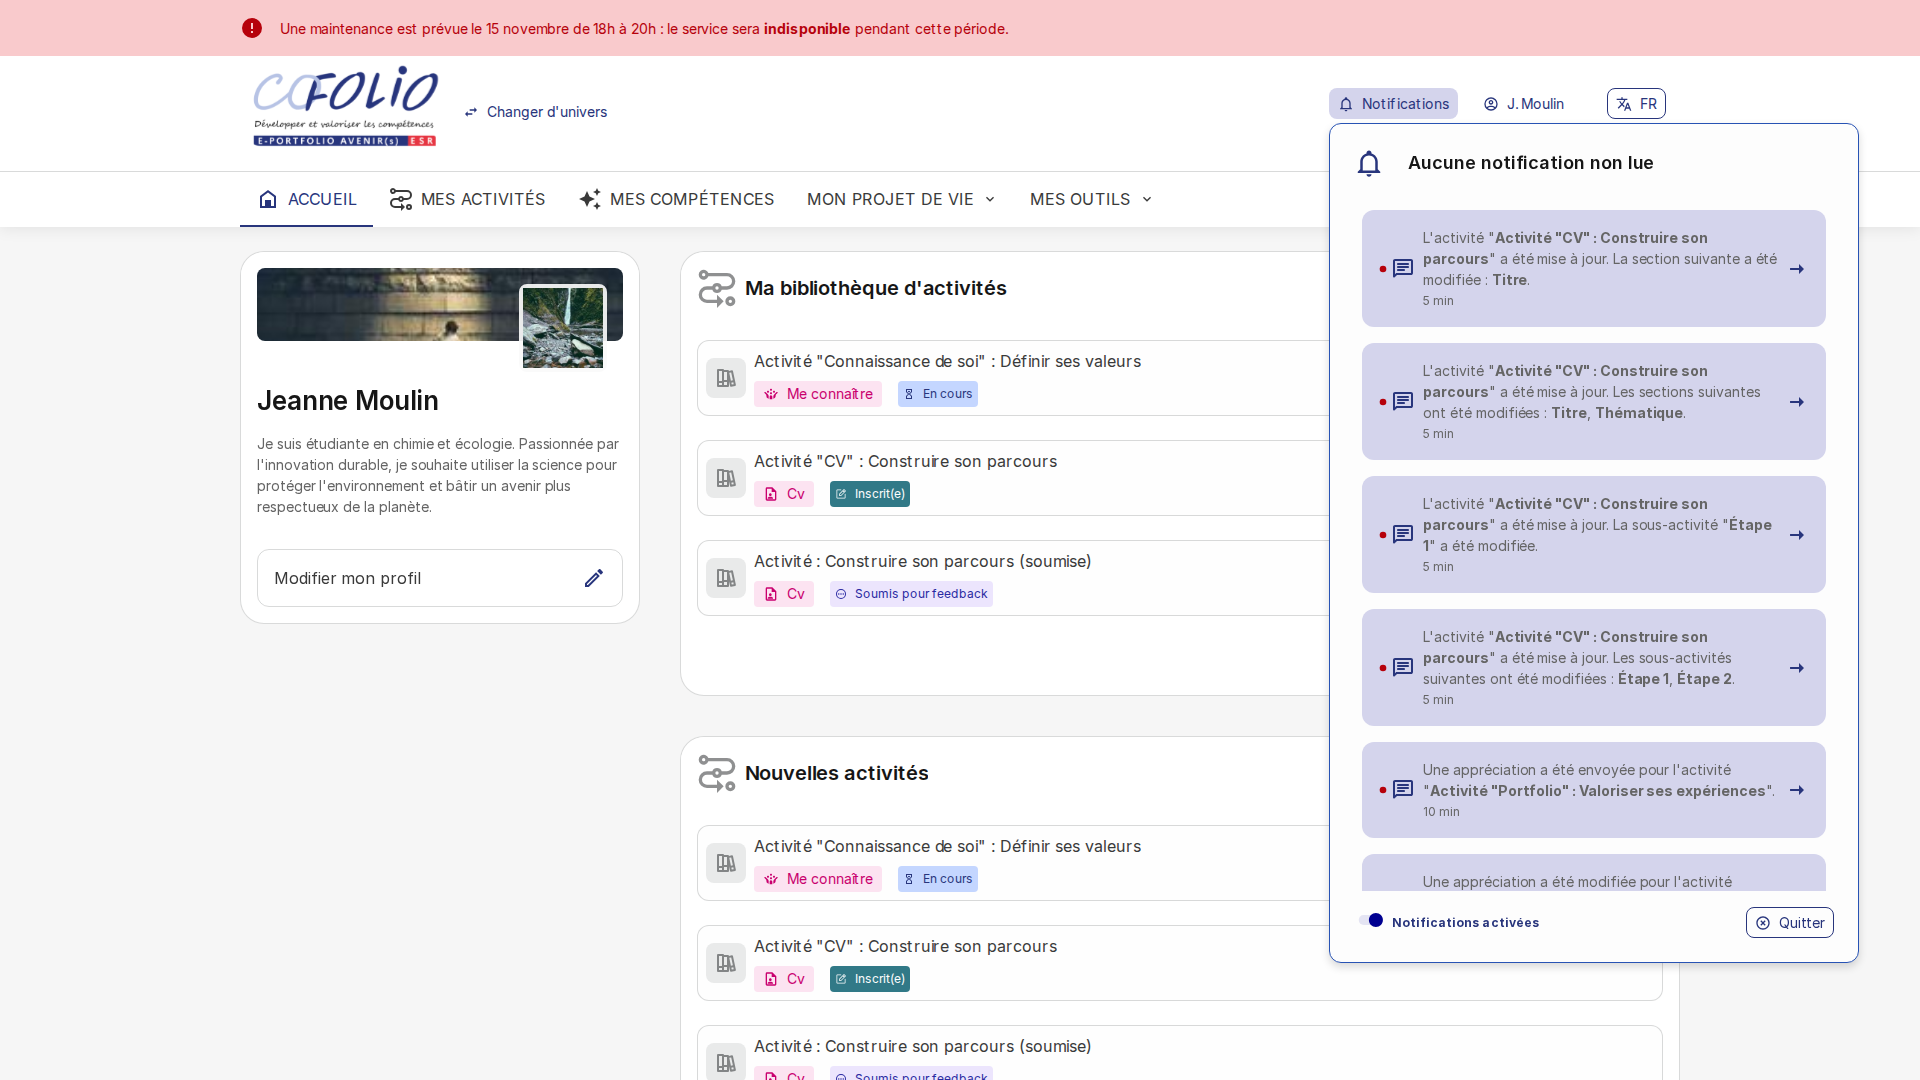 Une maintenance est prévue le 15 novembre de 18h à 20h : le service sera indisponible pendant cette période.
COFOLIO
Développer et valoriser les compétences
E-PORTFOLIO AVENIR(s) ESR
Changer d'univers
Notifications
J. Moulin
FR
ACCUEIL
MES ACTIVITÉS
MES COMPÉTENCES
MON PROJET DE VIE
MES OUTILS
Jeanne Moulin
Je suis étudiante en chimie et écologie. Passionnée par
l'innovation durable, je souhaite utiliser la science pour
protéger l'environnement et bâtir un avenir plus
respectueux de la planète.
Modifier mon profil
Ma bibliothèque d'activités
Activité "Connaissance de soi" : Définir ses valeurs
Me connaître
En cours
Activité "CV" : Construire son parcours
Cv
Inscrit(e)
Activité : Construire son parcours (soumise)
Cv
Soumis pour feedback
Nouvelles activités
Activité "Connaissance de soi" : Définir ses valeurs
Me connaître
En cours
Activité "CV" : Construire son parcours
Cv
Inscrit(e)
Activité : Construire son parcours (soumise)
Cv
Soumis pour feedback
Aucune notification non lue
L'activité "Activité "CV" : Construire son
parcours" a été mise à jour. La section suivante a été
modifiée : Titre.
5 min
L'activité "Activité "CV" : Construire son
parcours" a été mise à jour. Les sections suivantes
ont été modifiées : Titre, Thématique.
5 min
L'activité "Activité "CV" : Construire son
parcours" a été mise à jour. La sous-activité "Étape
1" a été modifiée.
5 min
L'activité "Activité "CV" : Construire son
parcours" a été mise à jour. Les sous-activités
suivantes ont été modifiées : Étape 1, Étape 2.
5 min
Une appréciation a été envoyée pour l'activité
"Activité "Portfolio" : Valoriser ses expériences".
10 min
Une appréciation a été modifiée pour l'activité
Notifications activées
Quitter